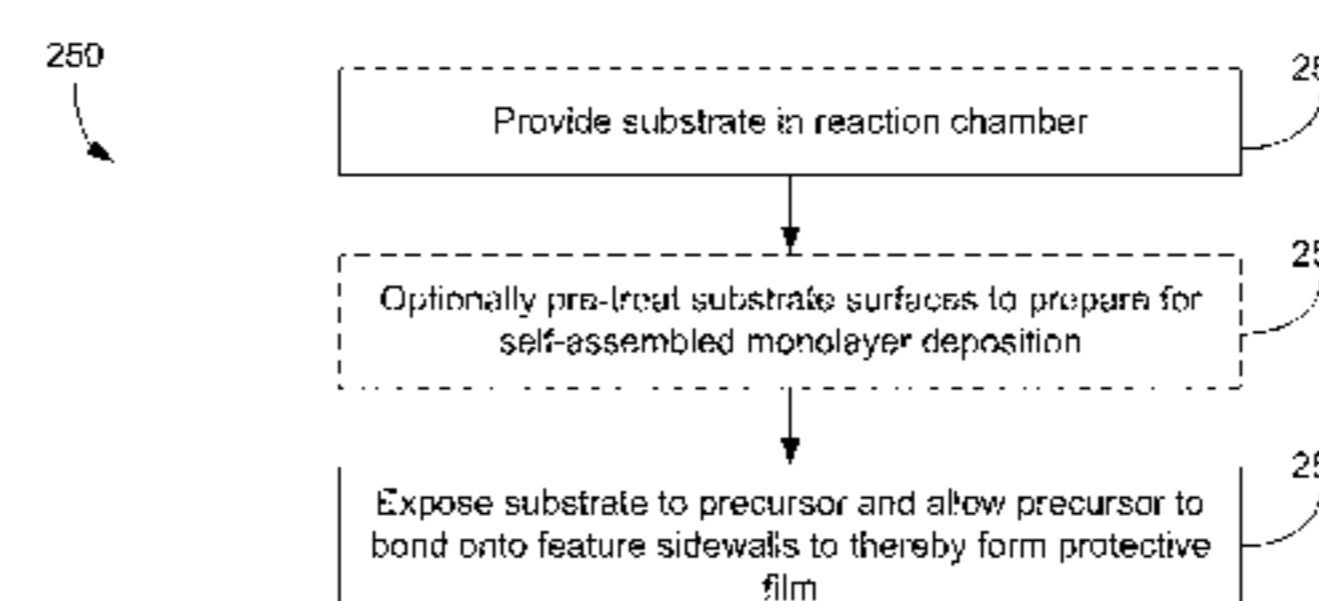 250
Provide substrate in reaction chamber
Optionally pre-treat substrate surfaces to prepare for
self-assembled monolayer deposition
Expose substrate to precursor and allow precursor to
bond onto feature sidewalls to thereby form protective
film